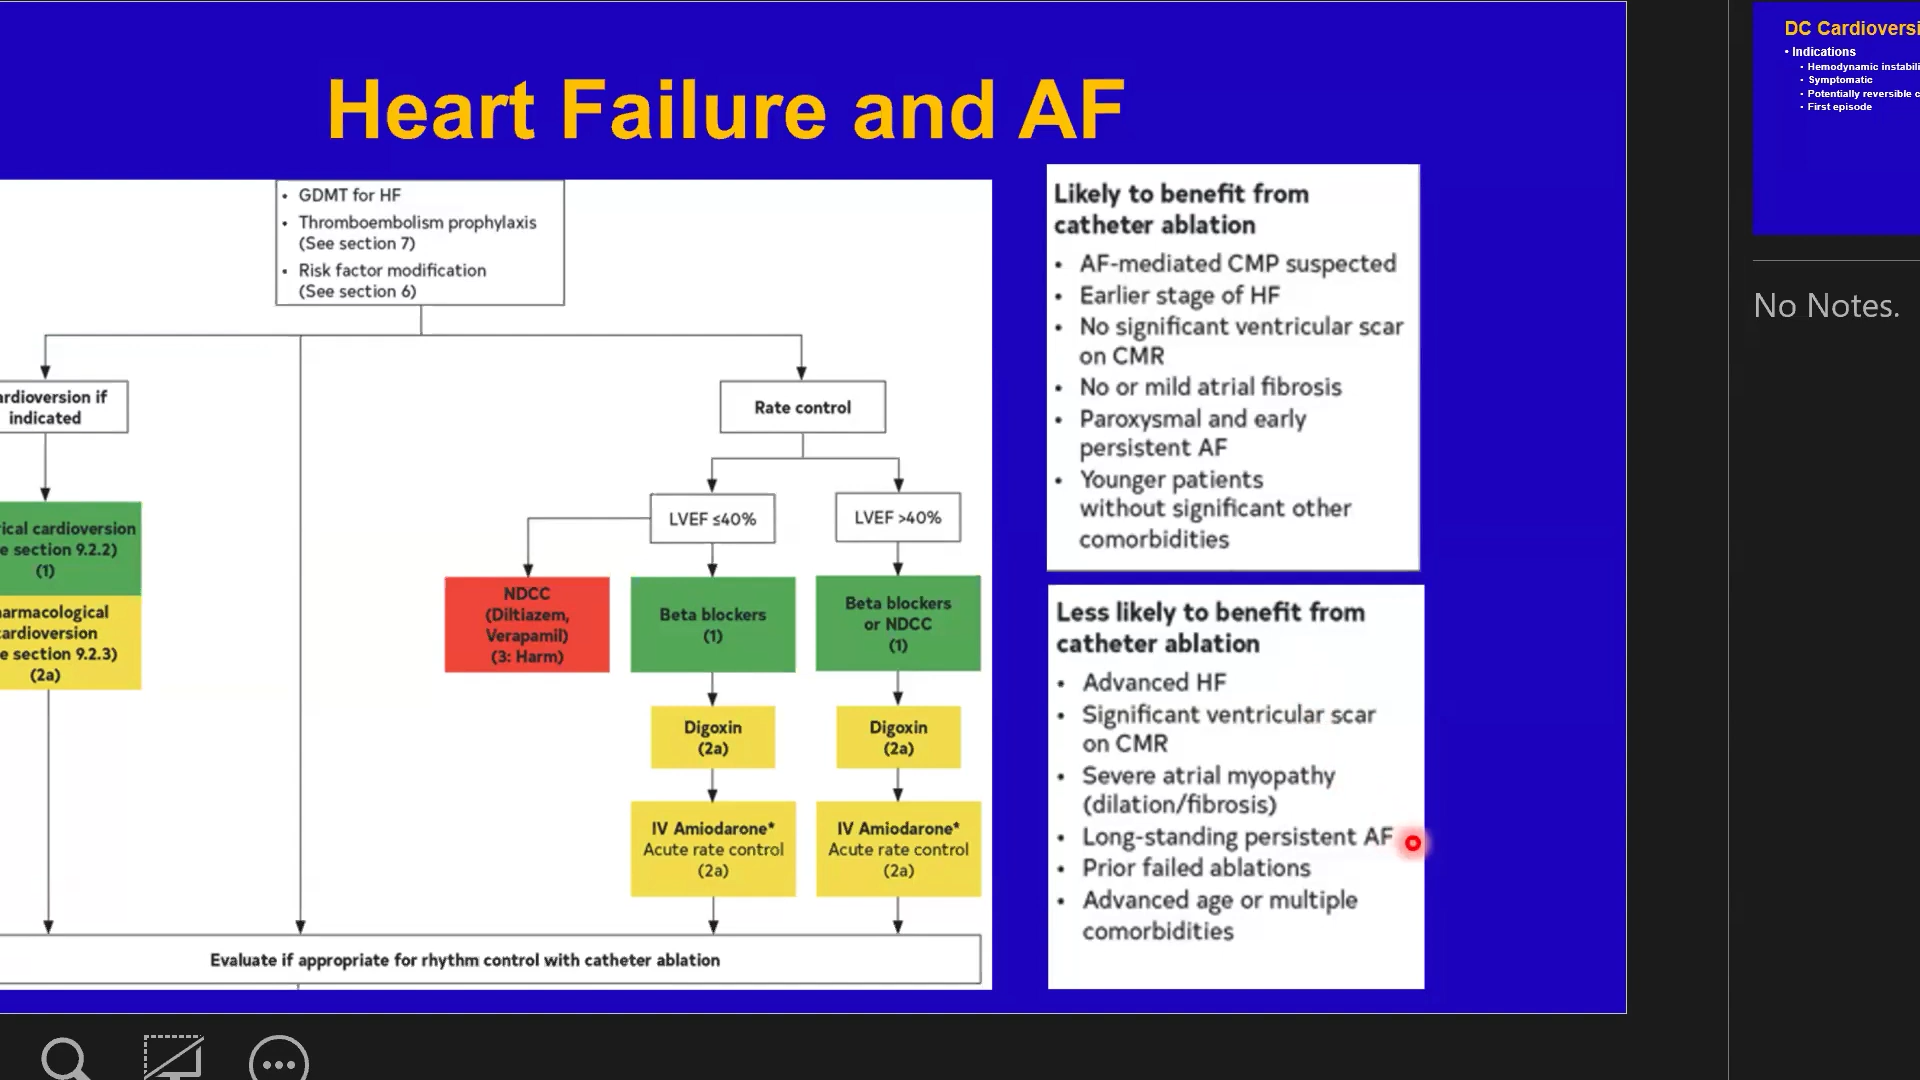 Heart Failure and AF
• GDMT for HF
• Thromboembolism prophylaxis
(See section 7)
• Risk factor modification
(See section 6)
ardioversion if
indicated
rical cardioversion
e section 9.2.2)
(1)
armacological
cardioversion
e section 9.2.3)
(2a)
Rate control
LVEF ≤40%
LVEF >40%
NDCC
(Diltiazem,
Verapamil)
(3: Harm)
Beta blockers
(1)
Beta blockers
or NDCC
(1)
Digoxin
(2a)
Digoxin
(2a)
IV Amiodarone*
Acute rate control
(2a)
IV Amiodarone*
Acute rate control
(2a)
Evaluate if appropriate for rhythm control with catheter ablation
Likely to benefit from
catheter ablation
• AF-mediated CMP suspected
• Earlier stage of HF
• No significant ventricular scar
on CMR
• No or mild atrial fibrosis
• Paroxysmal and early
persistent AF
• Younger patients
without significant other
comorbidities
Less likely to benefit from
catheter ablation
• Advanced HF
• Significant ventricular scar
on CMR
• Severe atrial myopathy
(dilation/fibrosis)
• Long-standing persistent AF
• Prior failed ablations
• Advanced age or multiple
comorbidities
DC Cardioversi
• Indications
• Hemodynamic instabili
• Symptomatic
• Potentially reversible c
• First episode
No Notes.